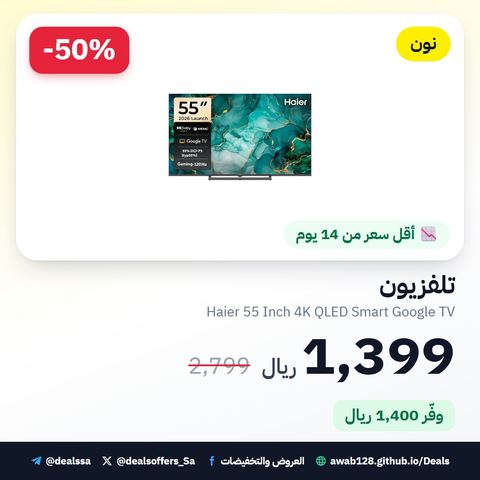 -50%
نون
55”
2026 Launch
Haier
Google TV
أقل سعر من 14 يوم
تلفزيون
Haier 55 Inch 4K QLED Smart Google TV
1,399 ريال 2,799
وفّر 1,400 ريال
@dealssa @dealsoffers_Sa العروض والتخفيضات awab128.github.io/Deals